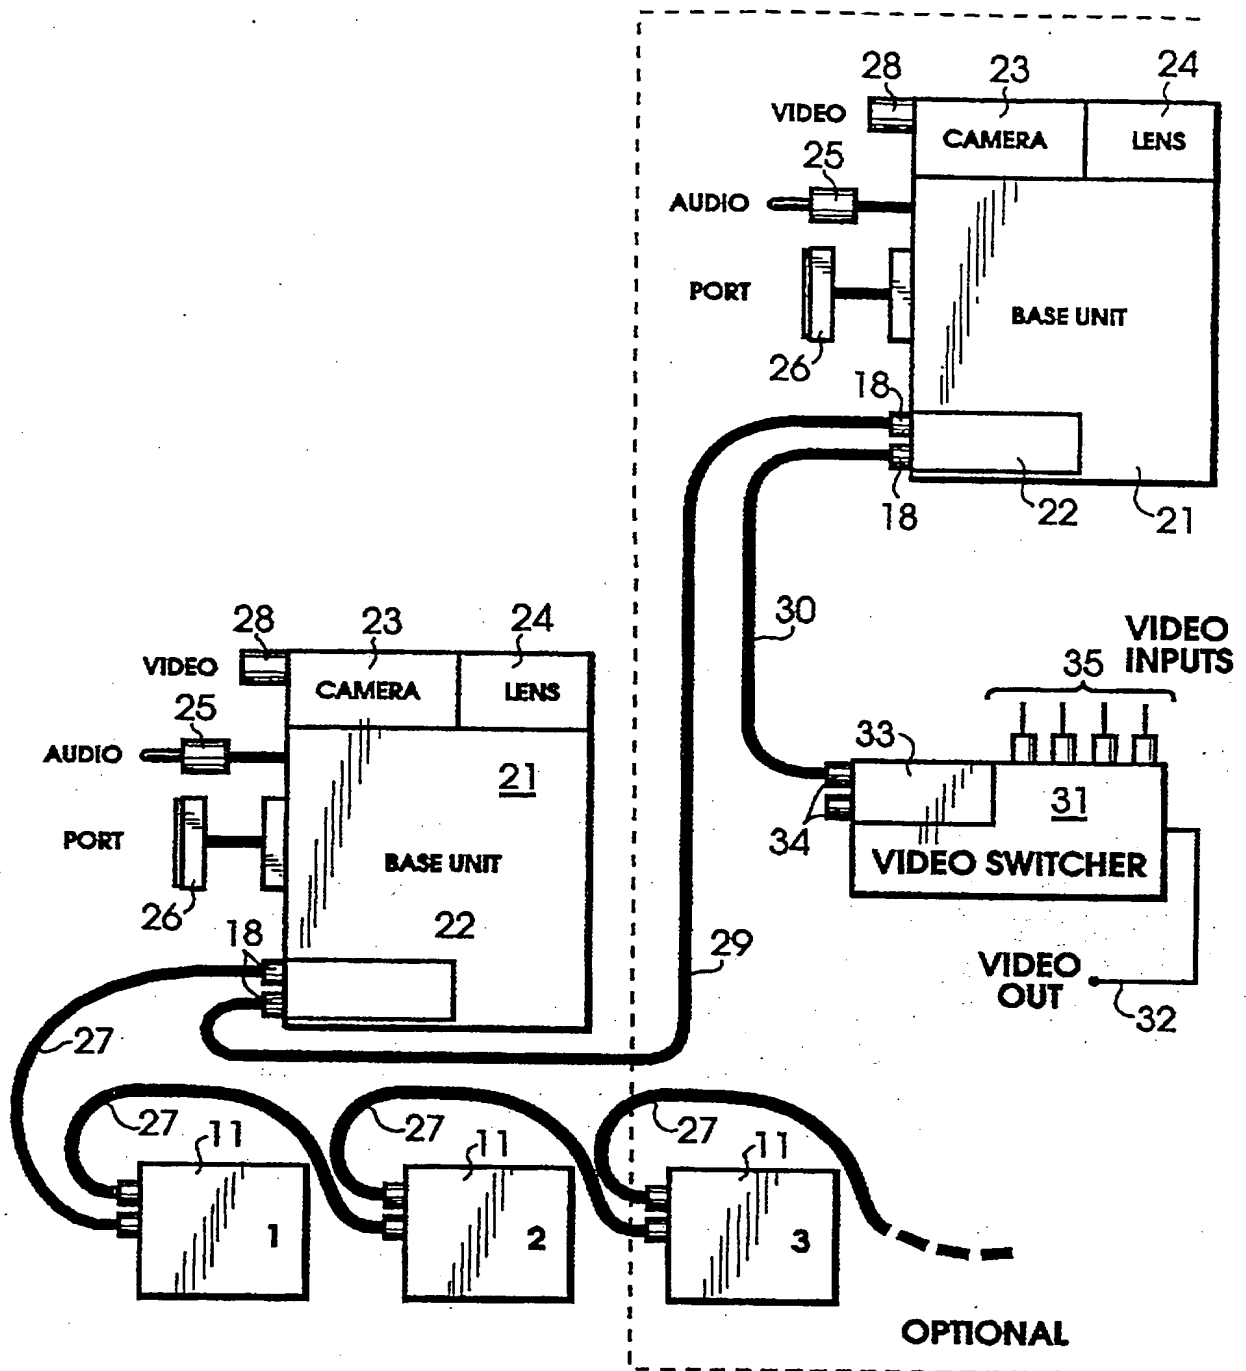 28
23
24
VIDEO
CAMERA
LENS
25
AUDIO
PORT
BASE UNIT
26
18
18
22
21
30
VIDEO
INPUTS
35
33
34
31
VIDEO SWITCHER
VIDEO
OUT
32
29
28
23
24
VIDEO
CAMERA
LENS
25
AUDIO
21
PORT
BASE UNIT
26
22
18
27
27
27
27
11
11
11
1
2
3
OPTIONAL